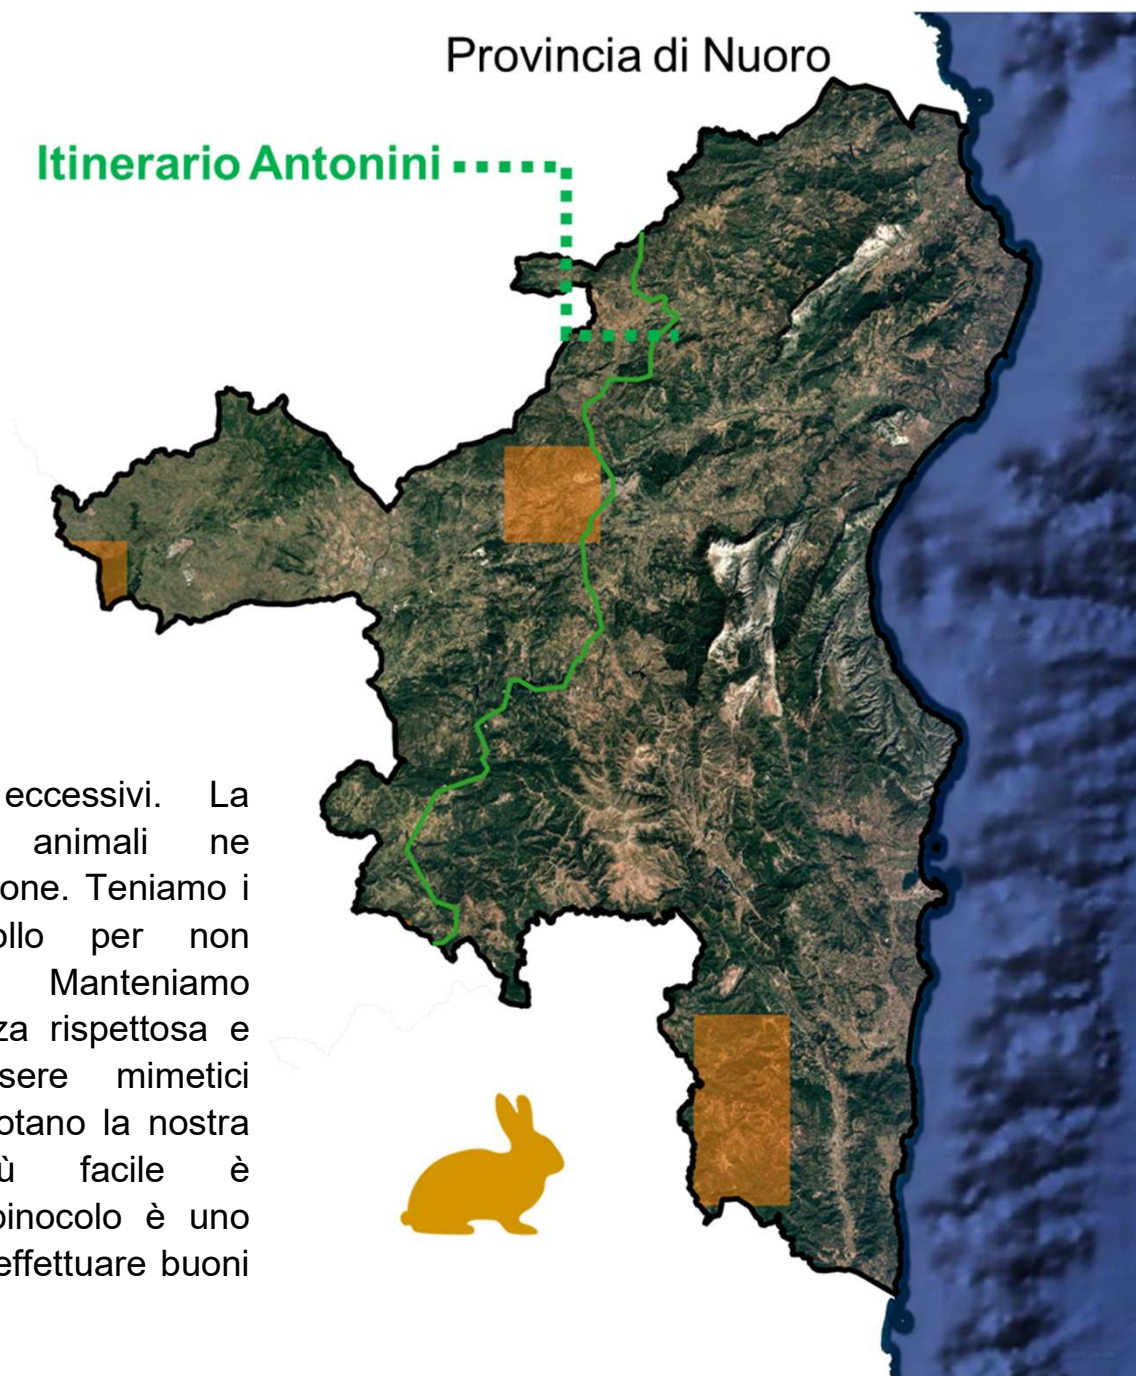 Provincia di Nuoro
Itinerario Antonini
eccessivi. La
animali ne
one. Teniamo i
ollo per non
Manteniamo
za rispettosa e
sere mimetici
otano la nostra
ù facile è
binocolo è uno
effettuare buoni